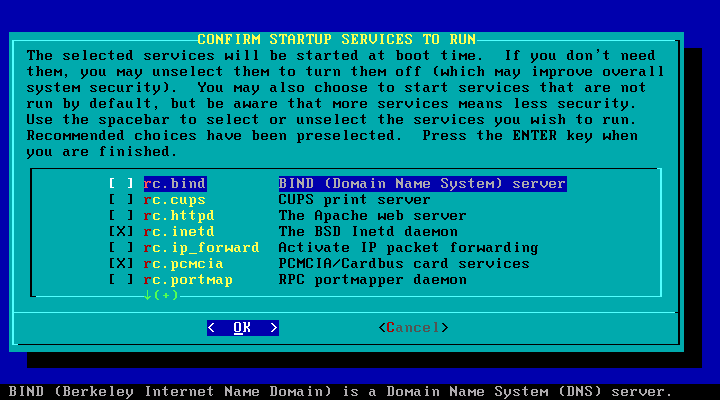 CONFIRM STARTUP SERVICES TO RUN
The selected services will be started at boot time.  If you don't need
them, you may unselect them to turn them off (which may improve overall
system security).  You may also choose to start services that are not
run by default, but be aware that more services means less security.
Use the spacebar to select or unselect the services you wish to run.
Recommended choices have been preselected.  Press the ENTER key when
you are finished.
[ ] rc.bind BIND (Domain Name System) server
[ ] rc.cups CUPS print server
[ ] rc.httpd The Apache web server
[X] rc.inetd The BSD Inetd daemon
[ ] rc.ip_forward Activate IP packet forwarding
[X] rc.pcmcia PCMCIA/Cardbus card services
[ ] rc.portmap RPC portmapper daemon
↓(+)
< OK > <Cancel>
BIND (Berkeley Internet Name Domain) is a Domain Name System (DNS) server.